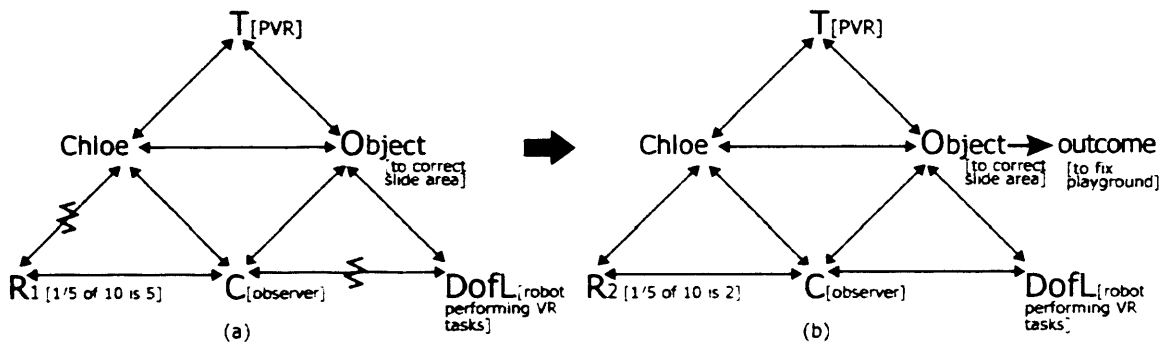 T[PVR]
Chloe
Object
[to correct
slide area]
R1 [1/5 of 10 is 5]
C[observer]
DofL[robot
performing VR
tasks]
(a)
T[PVR]
Chloe
Object
[to correct
slide area]
outcome
[to fix
playground]
R2 [1/5 of 10 is 2]
C[observer]
DofL[robot
performing VR
tasks]
(b)